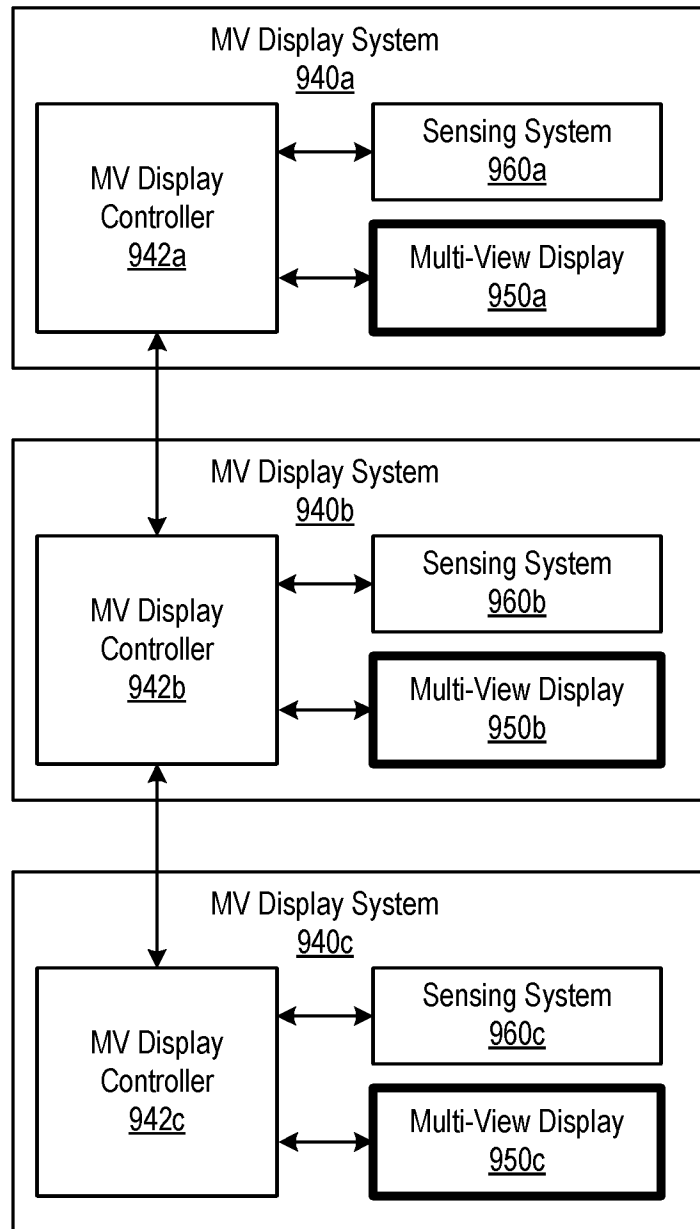 MV Display System
940a
MV Display
Controller
942a
Sensing System
960a
Multi-View Display
950a
MV Display System
940b
MV Display
Controller
942b
Sensing System
960b
Multi-View Display
950b
MV Display System
940c
MV Display
Controller
942c
Sensing System
960c
Multi-View Display
950c